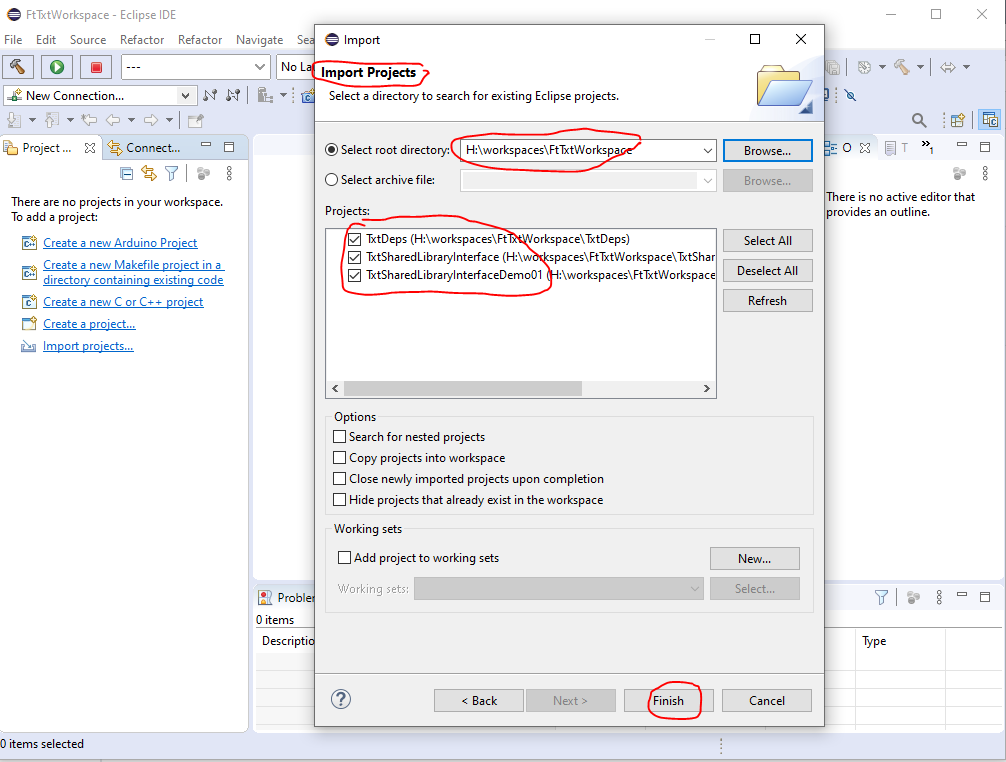 FtTxtWorkspace - Eclipse IDE
File Edit Source Refactor Refactor Navigate Sea
---
No La
New Connection...
Project ...
Connect...
There are no projects in your workspace.
To add a project:
Create a new Arduino Project
Create a new Makefile project in a
directory containing existing code
Create a new C or C++ project
Create a project...
Import projects...
0 items selected
Import
Import Projects
Select a directory to search for existing Eclipse projects.
Select root directory: H:\workspaces\FtTxtWorkspace Browse...
Select archive file: Browse...
Projects:
TxtDeps (H:\workspaces\FtTxtWorkspace\TxtDeps)
TxtSharedLibraryInterface (H:\workspaces\FtTxtWorkspace\TxtShar
TxtSharedLibraryInterfaceDemo01 (H:\workspaces\FtTxtWorkspace
Select All
Deselect All
Refresh
Options
Search for nested projects
Copy projects into workspace
Close newly imported projects upon completion
Hide projects that already exist in the workspace
Working sets
Add project to working sets New...
Working sets: Select...
? < Back Next > Finish Cancel
O T »1
There is no active editor that
provides an outline.
Problem
0 items
Descriptio
Type